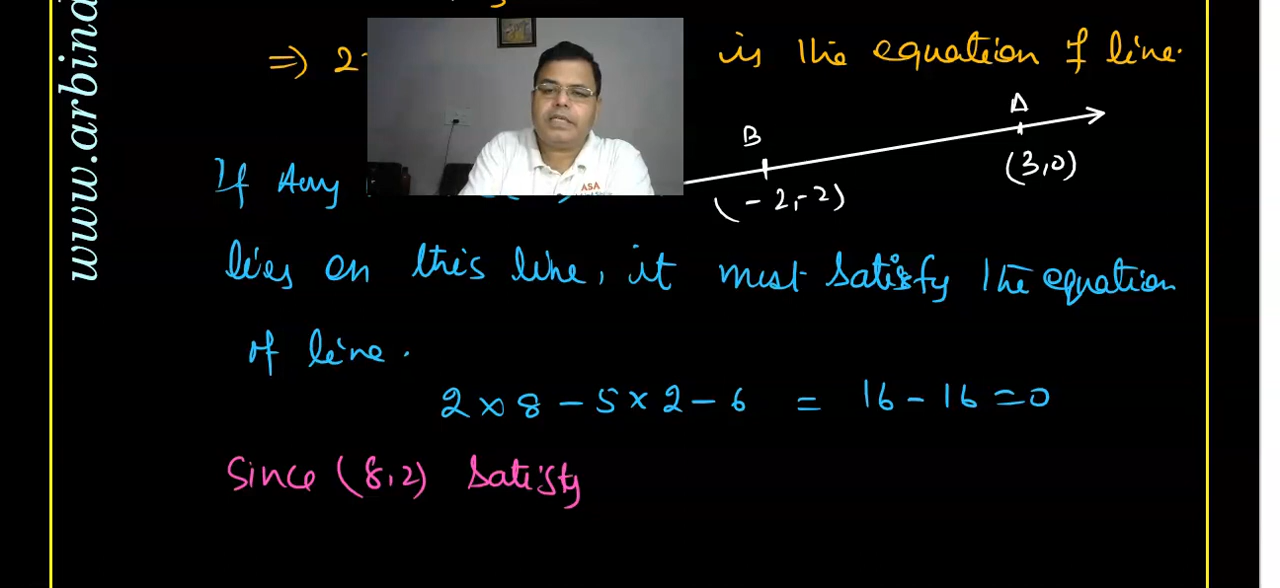 ⇒ 2
is the equation of line.
A
B
(3,0)
If Any
(-2,-2)
lies on this line, it must satisfy the equation
of line.
2 × 8 - 5 × 2 - 6 = 16 - 16 = 0
Since (8,2) satisfy
www.arbind
ASA